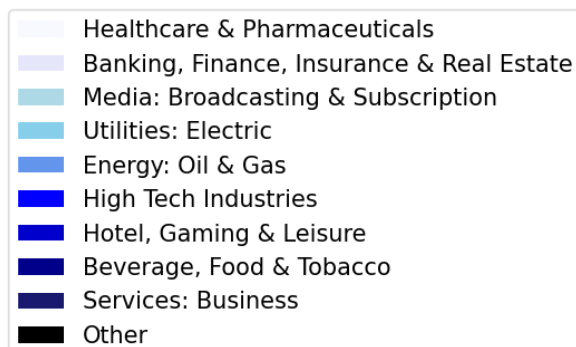 Healthcare & Pharmaceuticals
Banking, Finance, Insurance & Real Estate
Media: Broadcasting & Subscription
Utilities: Electric
Energy: Oil & Gas
High Tech Industries
Hotel, Gaming & Leisure
Beverage, Food & Tobacco
Services: Business
Other